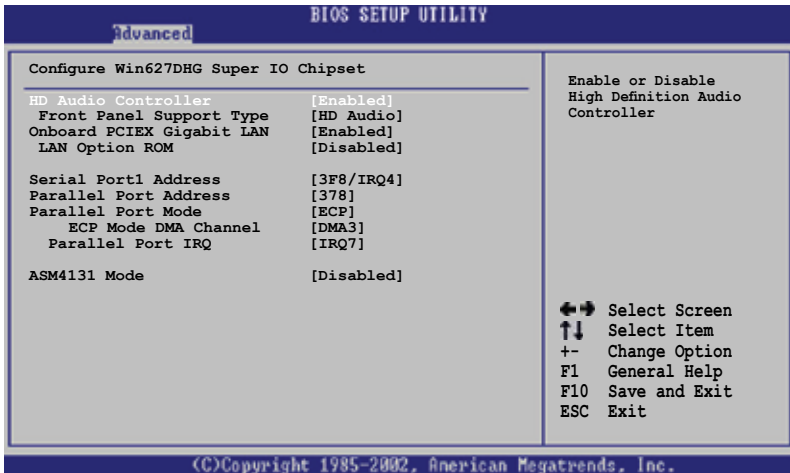 BIOS SETUP UTILITY
Advanced
Configure Win627DHG Super IO Chipset
HD Audio Controller [Enabled]
Front Panel Support Type [HD Audio]
Onboard PCIEX Gigabit LAN [Enabled]
LAN Option ROM [Disabled]
Serial Port1 Address [3F8/IRQ4]
Parallel Port Address [378]
Parallel Port Mode [ECP]
ECP Mode DMA Channel [DMA3]
Parallel Port IRQ [IRQ7]
ASM4131 Mode [Disabled]
Enable or Disable
High Definition Audio
Controller
←→ Select Screen
↑↓ Select Item
+- Change Option
F1 General Help
F10 Save and Exit
ESC Exit
(C)Copyright 1985-2002, American Megatrends, Inc.